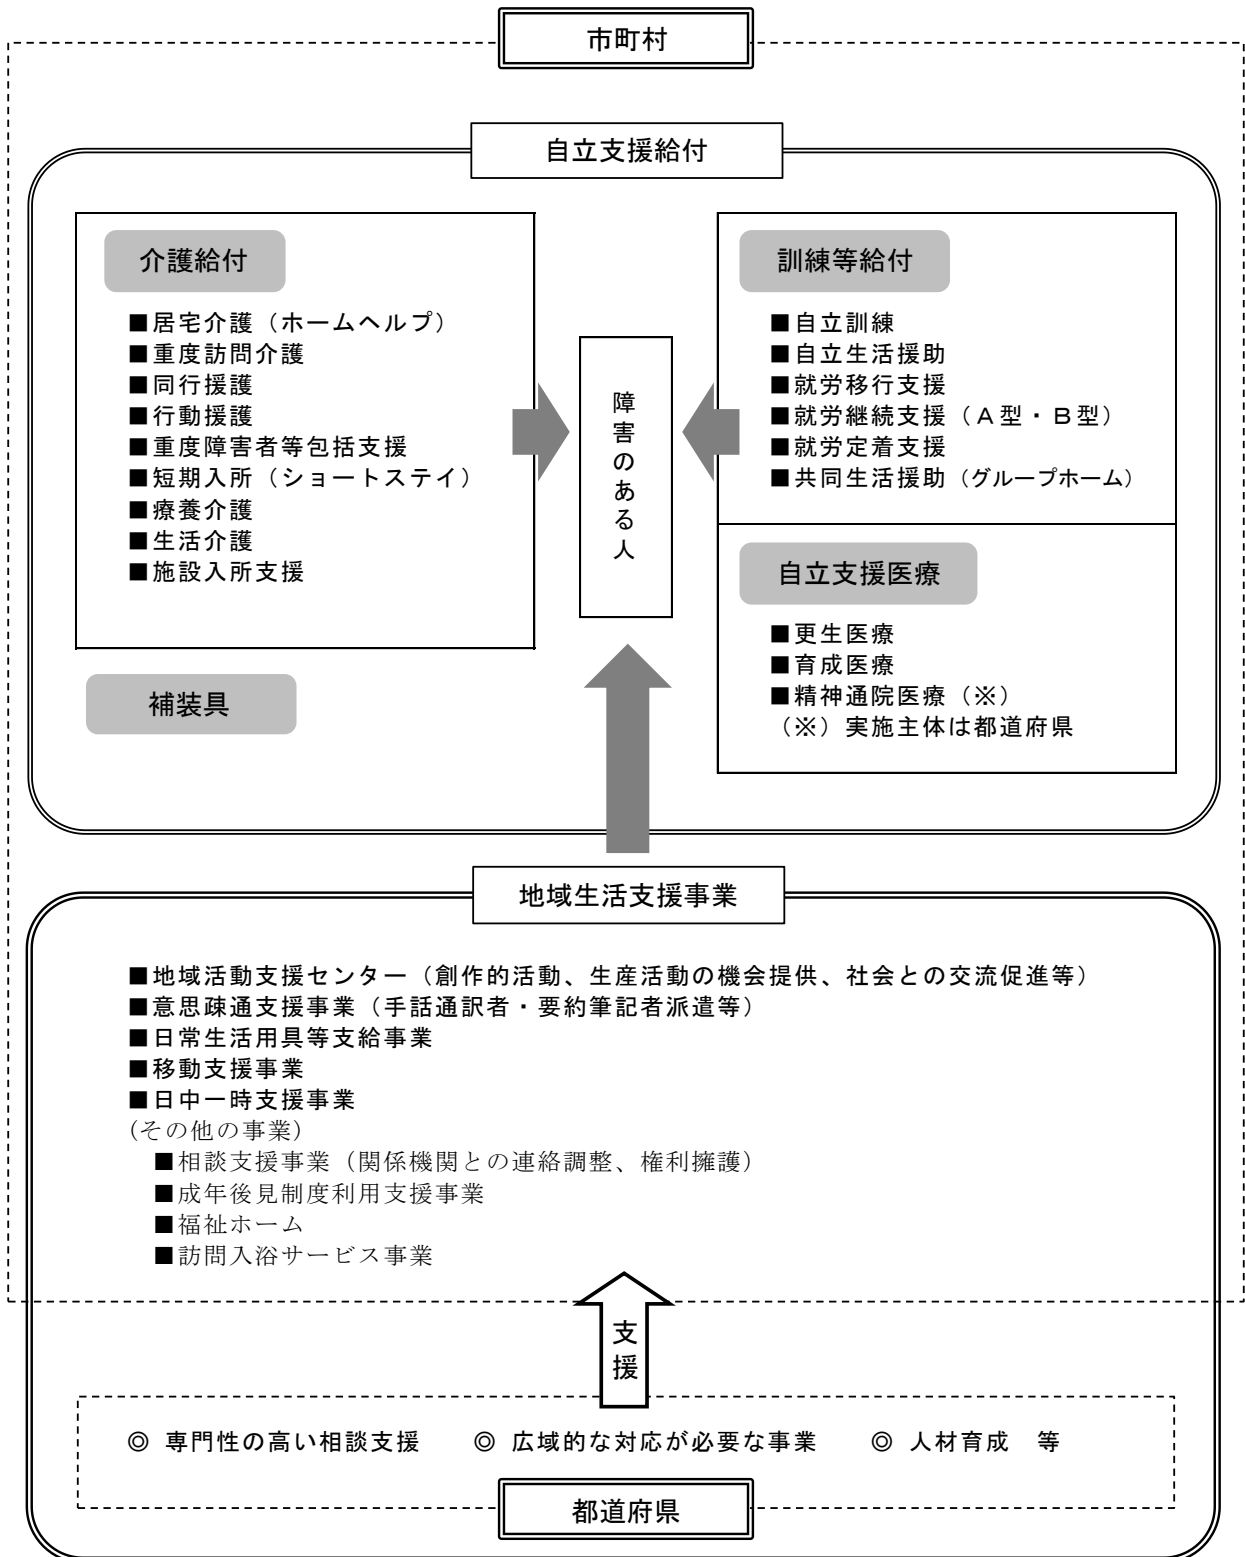 市町村
自立支援給付
介護給付
■居宅介護（ホームヘルプ）
■重度訪問介護
■同行援護
■行動援護
■重度障害者等包括支援
■短期入所（ショートステイ）
■療養介護
■生活介護
■施設入所支援
補装具
障害のある人
訓練等給付
■自立訓練
■自立生活援助
■就労移行支援
■就労継続支援（Ａ型・Ｂ型）
■就労定着支援
■共同生活援助（グループホーム）
自立支援医療
■更生医療
■育成医療
■精神通院医療（※）
（※）実施主体は都道府県
地域生活支援事業
■地域活動支援センター（創作的活動、生産活動の機会提供、社会との交流促進等）
■意思疎通支援事業（手話通訳者・要約筆記者派遣等）
■日常生活用具等支給事業
■移動支援事業
■日中一時支援事業
（その他の事業）
■相談支援事業（関係機関との連絡調整、権利擁護）
■成年後見制度利用支援事業
■福祉ホーム
■訪問入浴サービス事業
支援
◎ 専門性の高い相談支援　◎ 広域的な対応が必要な事業　◎ 人材育成　等
都道府県